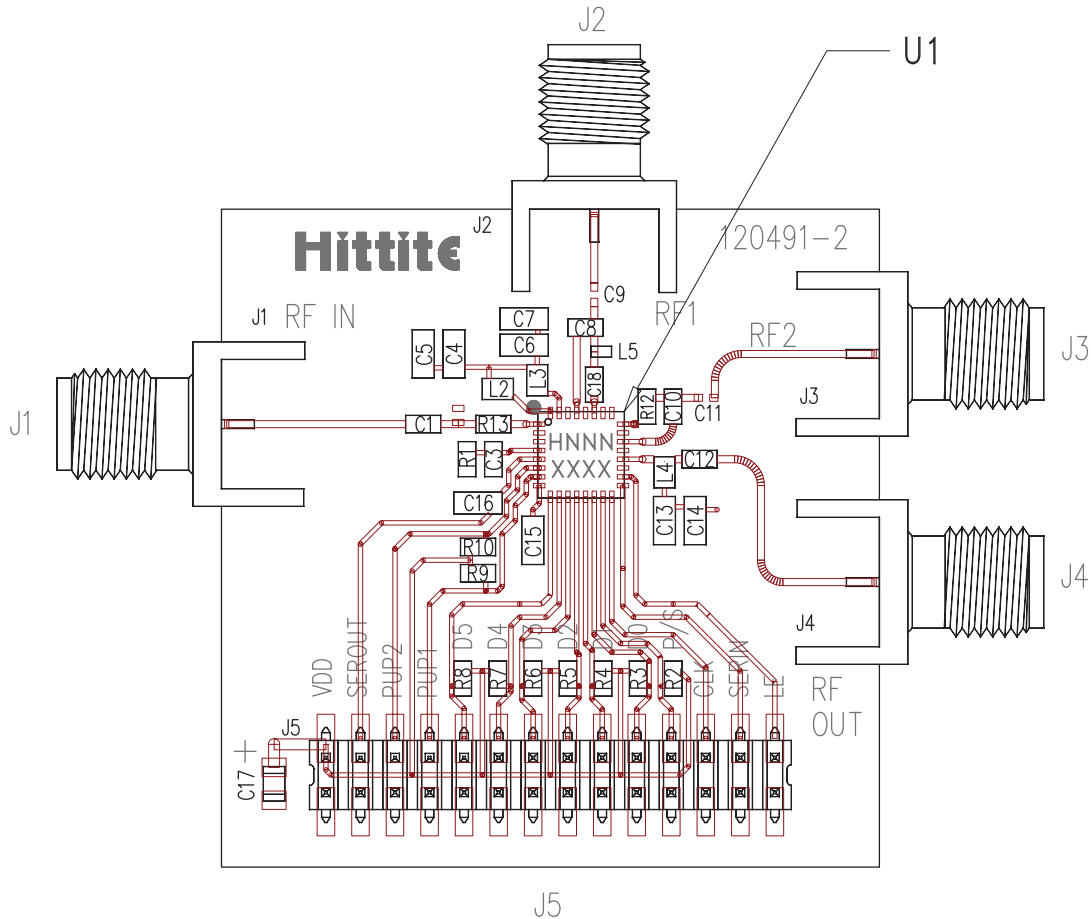 J2
U1
J2
Hittite
120491-2
C9
RF1
J1 RF IN
C7
C8
C6
L5
RF2
J3
C5
C4
L3
L2
C18
R12
C10
C11
J3
J1
C1
R13
HNNN
XXXX
R1
C3
L4
C12
C16
C15
C13
C14
R10
R9
J4
J4
VDD
SEROUT
PUP2
PUP1
D5
D4
D3
D2
D0
P/S
CLK
SERIN
LE
R8
R7
R6
R5
R4
R3
R2
RF
OUT
J5
+
C17
J5